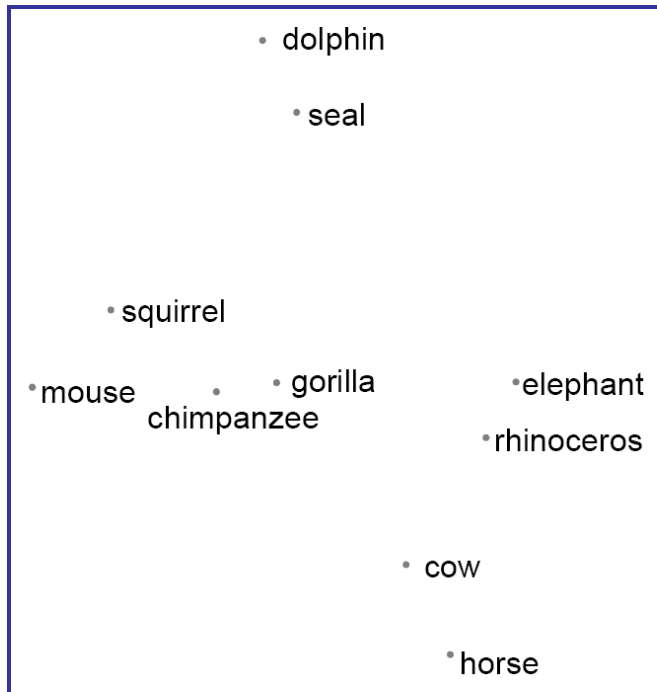 dolphin
seal
squirrel
gorilla
elephant
mouse
chimpanzee
rhinoceros
cow
horse